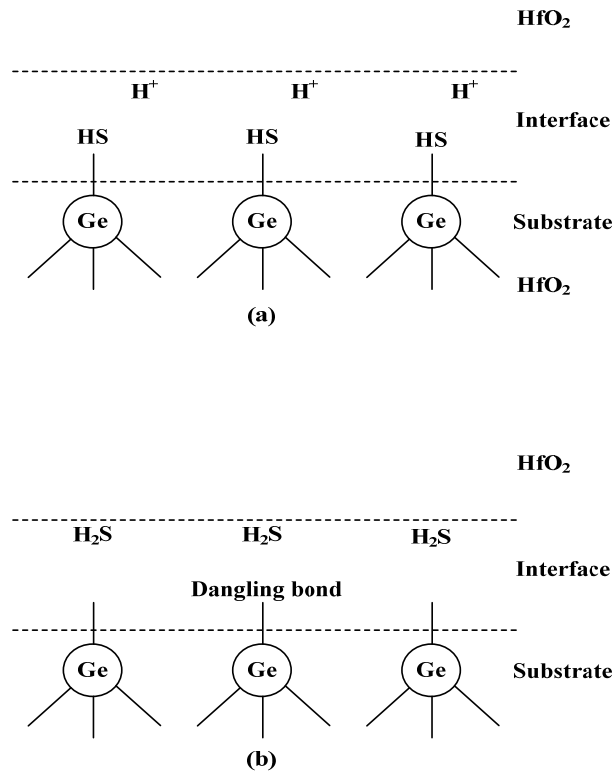 HfO₂
H⁺ H⁺ H⁺
Interface
HS HS HS
Ge Ge Ge Substrate
HfO₂
(a)
HfO₂
H₂S H₂S H₂S
Interface
Dangling bond
Ge Ge Ge Substrate
(b)